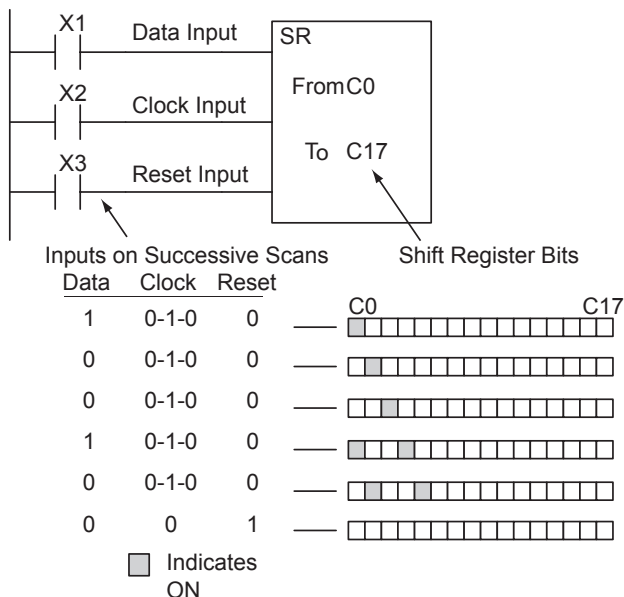 X1
Data Input
SR
X2
Clock Input
FromC0
X3
Reset Input
To C17
Inputs on Successive Scans
Shift Register Bits
Data Clock Reset
C0 C17
1 0-1-0 0
0 0-1-0 0
0 0-1-0 0
1 0-1-0 0
0 0-1-0 0
0 0 1
Indicates
ON